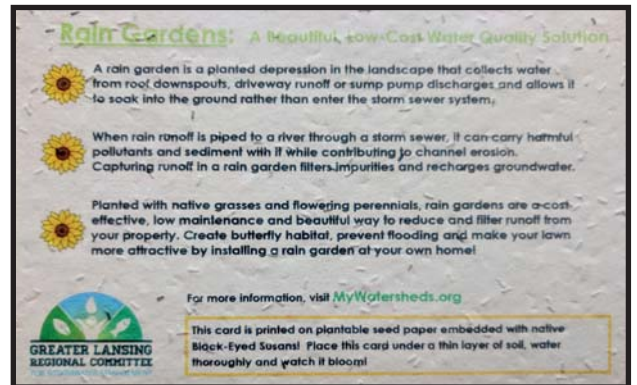 Rain Gardens: A Beautiful, Low-Cost Water Quality Solution
A rain garden is a planted depression in the landscape that collects water
from roof downspouts, driveway runoff or sump pump discharges and allows it
to soak into the ground rather than enter the storm sewer system.
When rain runoff is piped to a river through a storm sewer, it can carry harmful
pollutants and sediment with it while contributing to channel erosion.
Capturing runoff in a rain garden filters impurities and recharges groundwater.
Planted with native grasses and flowering perennials, rain gardens are a cost-
effective, low maintenance and beautiful way to reduce and filter runoff from
your property. Create butterfly habitat, prevent flooding and make your lawn
more attractive by installing a rain garden at your own home!
For more information, visit MyWatersheds.org
This card is printed on plantable seed paper embedded with native
Black-Eyed Susans! Place this card under a thin layer of soil, water
thoroughly and watch it bloom!
GREATER LANSING
REGIONAL COMMITTEE
FOR STORMWATER MANAGEMENT